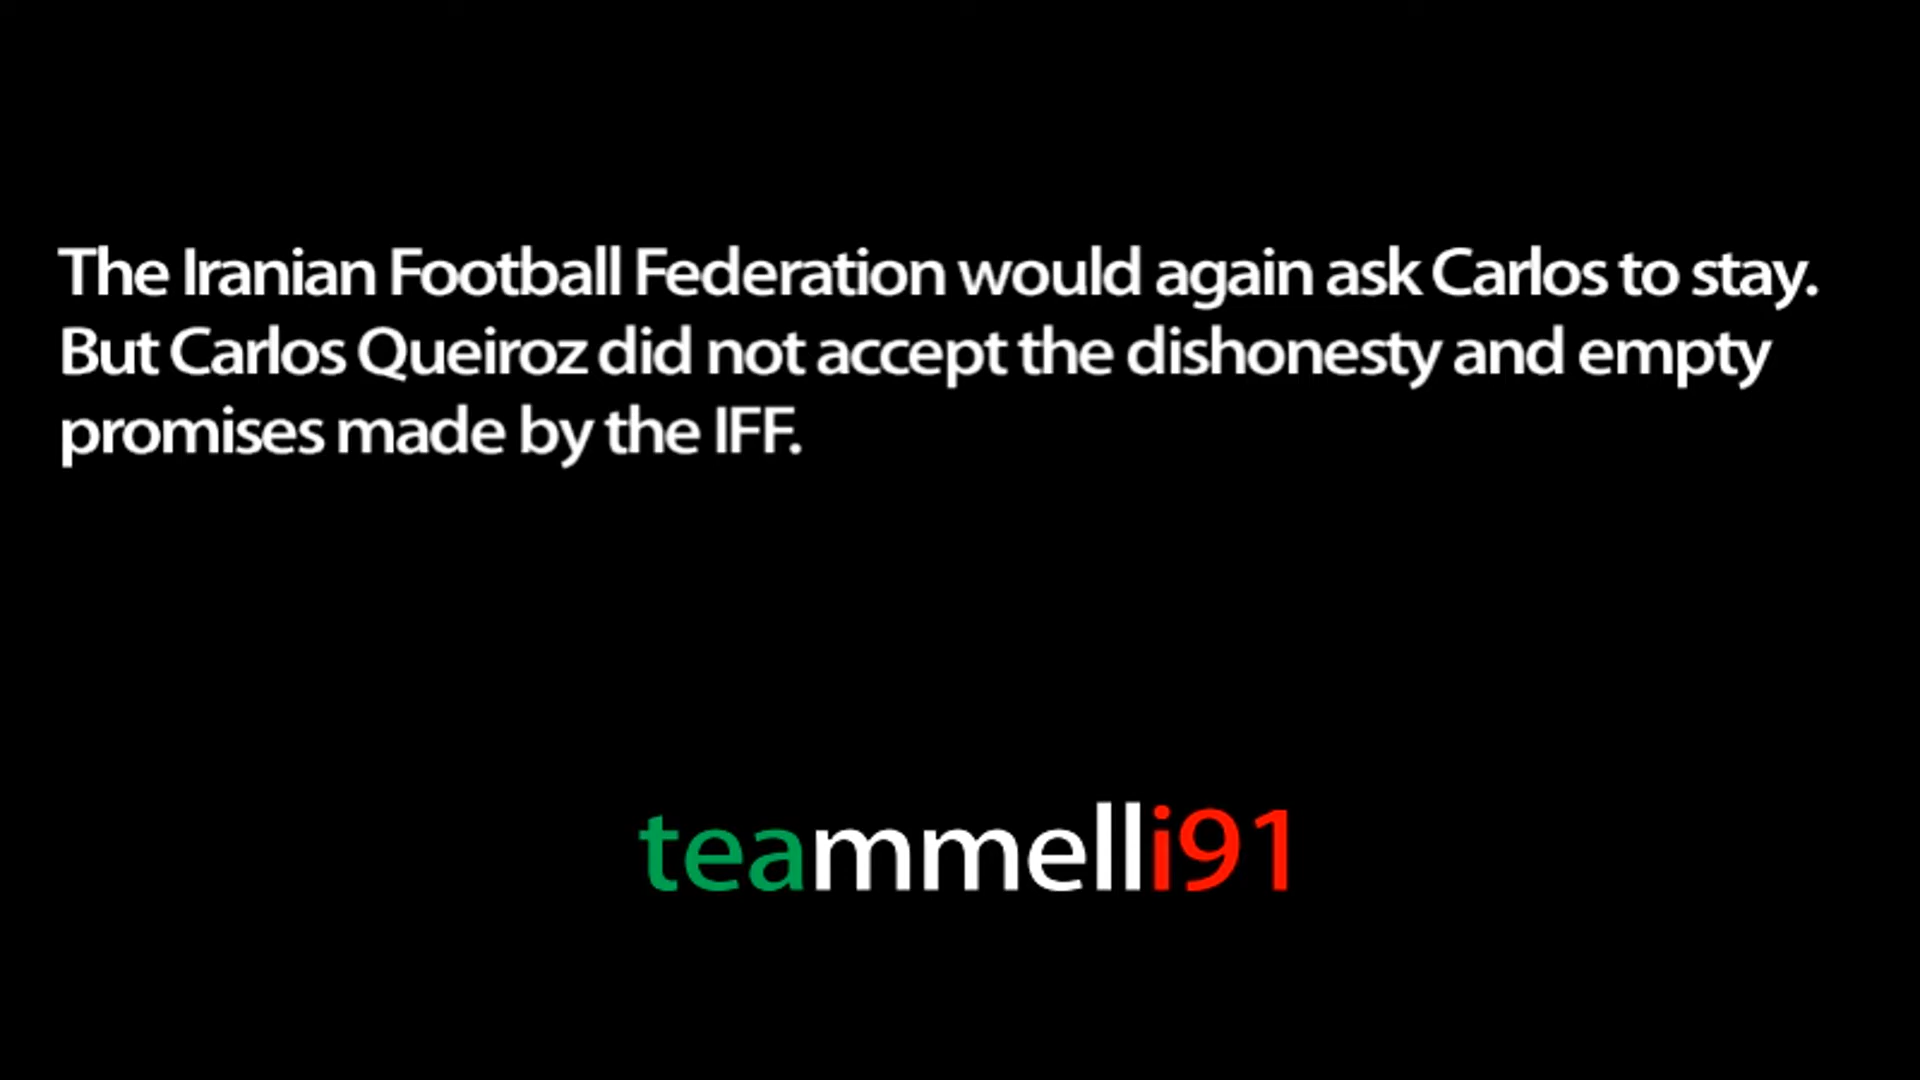 The Iranian Football Federation would again ask Carlos to stay.
But Carlos Queiroz did not accept the dishonesty and empty
promises made by the IFF.
teammelli91